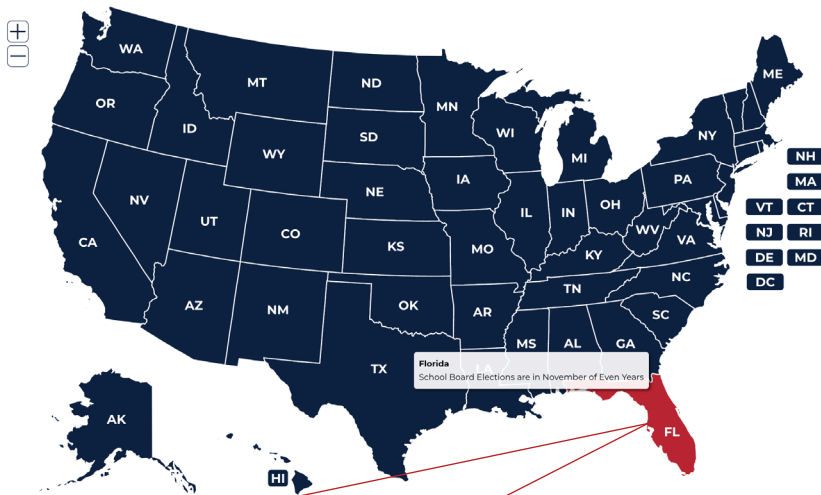 +
−
WA
MT
ND
MN
ME
OR
ID
WY
SD
WI
MI
NY
NH
MA
VT
CT
NJ
RI
DE
MD
DC
NV
UT
CO
NE
IA
IL
IN
OH
PA
CA
KS
MO
KY
WV
VA
AZ
NM
OK
AR
TN
NC
SC
TX
LA
MS
AL
GA
Florida
School Board Elections are in November of Even Years
AK
HI
FL